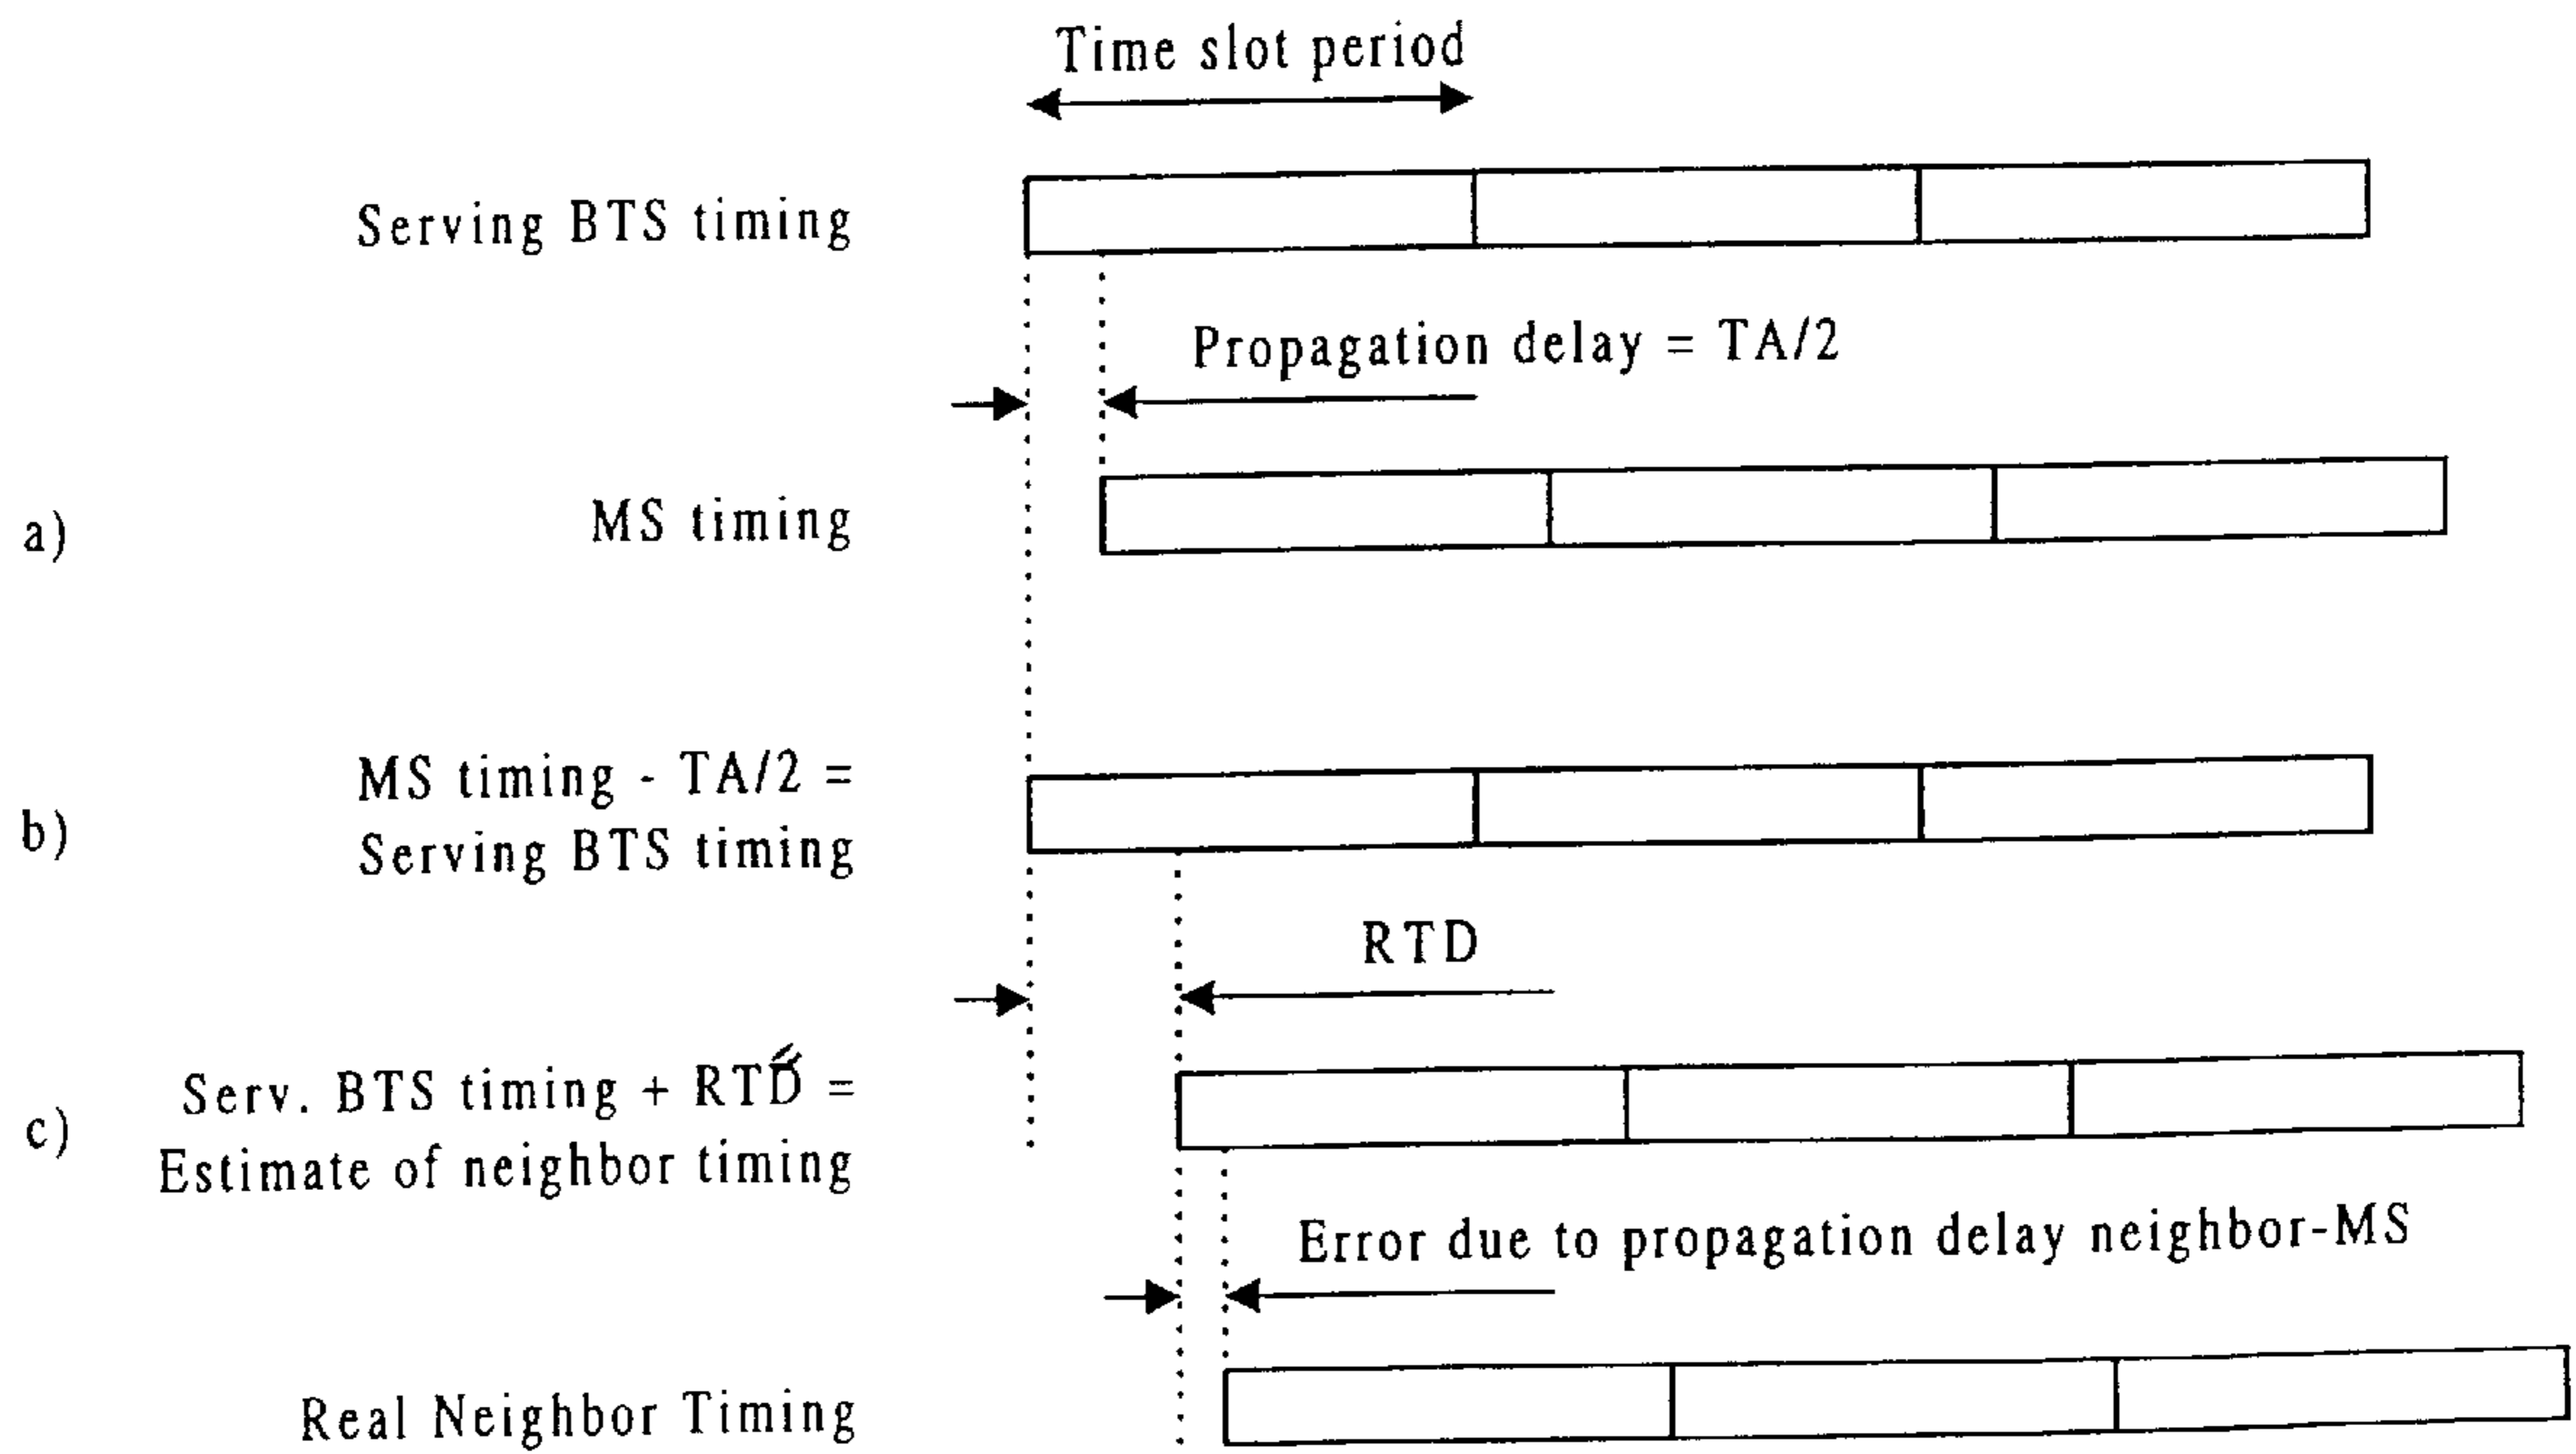 Time slot period
Serving BTS timing
Propagation delay = TA/2
a)
MS timing
b)
MS timing - TA/2 =
Serving BTS timing
RTD
c)
Serv. BTS timing + RTD =
Estimate of neighbor timing
Error due to propagation delay neighbor-MS
Real Neighbor Timing